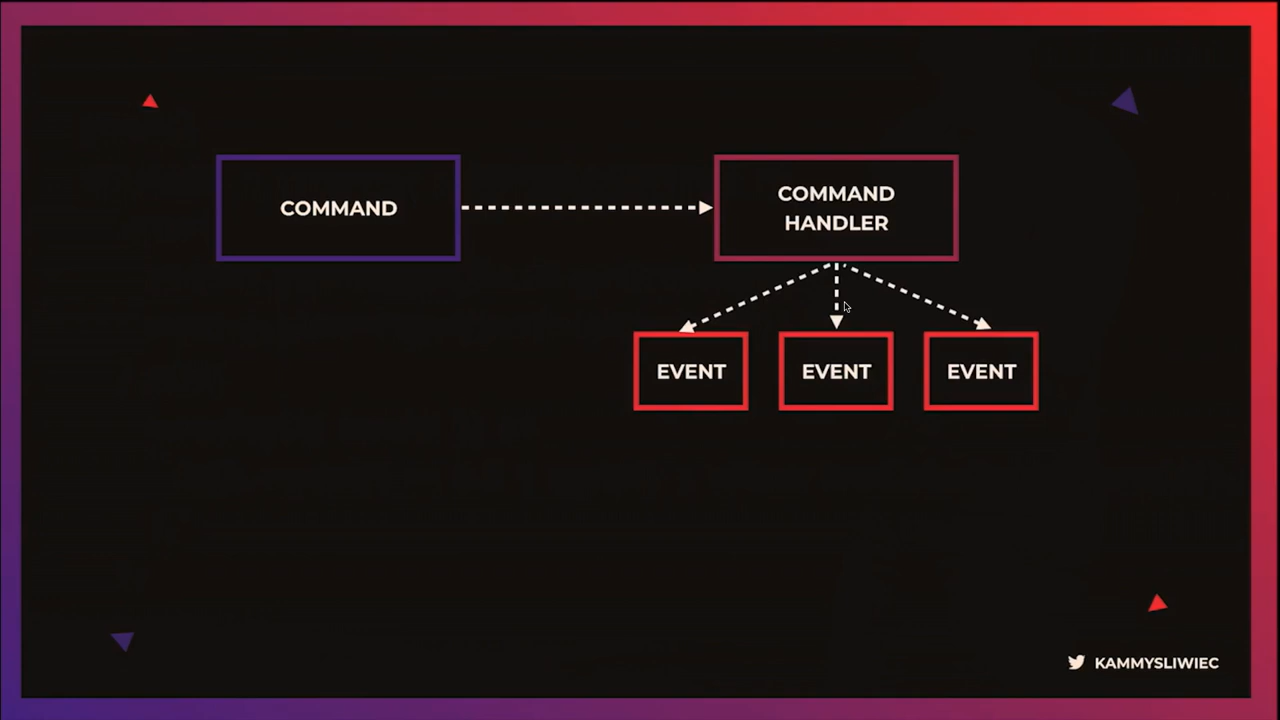 COMMAND
COMMAND
HANDLER
EVENT
EVENT
EVENT
KAMMYSLIWIEC